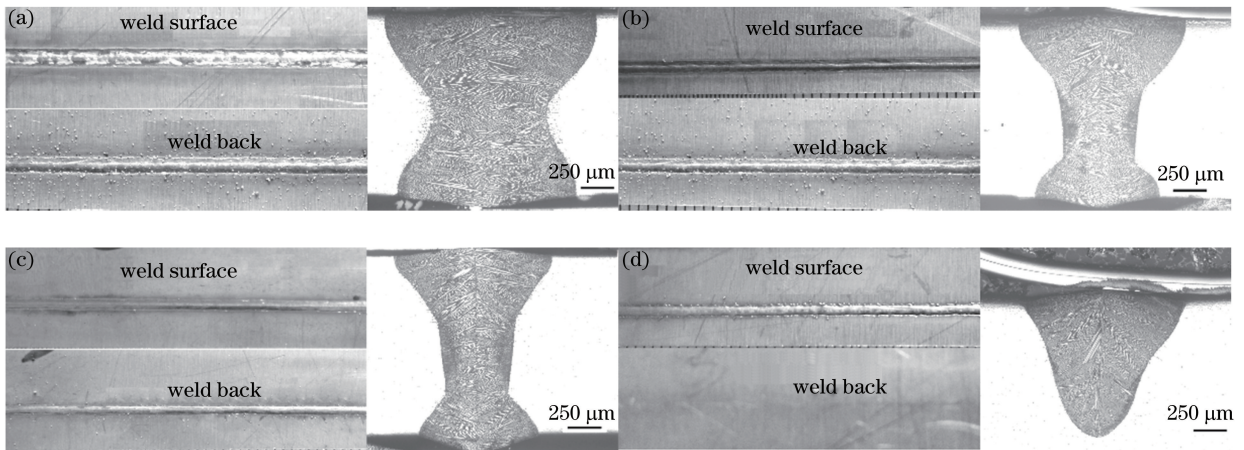 (a)
weld surface
weld back
250 μm
(b)
weld surface
weld back
250 μm
(c)
weld surface
weld back
250 μm
(d)
weld surface
weld back
250 μm